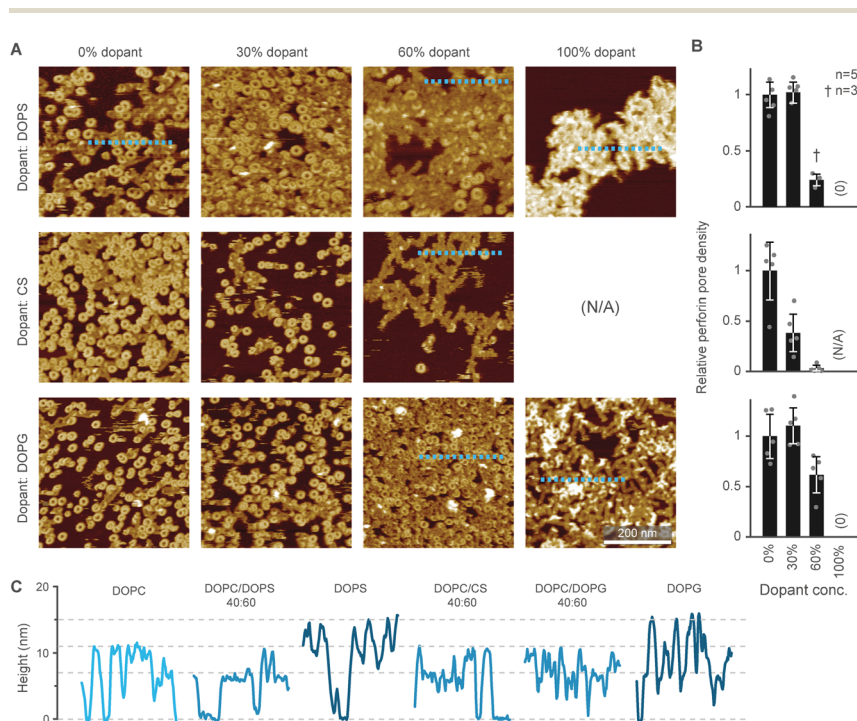 A
0% dopant 30% dopant 60% dopant 100% dopant
Dopant: DOPS
Dopant: CS
(N/A)
Dopant: DOPG
200 nm
B
n=5
† n=3
1
0.5
0
†
(0)
Relative perforin pore density
1
0.5
0
(N/A)
1
0.5
0
(0)
0% 30% 60% 100%
Dopant conc.
C
DOPC DOPC/DOPS DOPS DOPC/CS DOPC/DOPG DOPG
40:60 40:60 40:60
Height (nm)
20
10
0